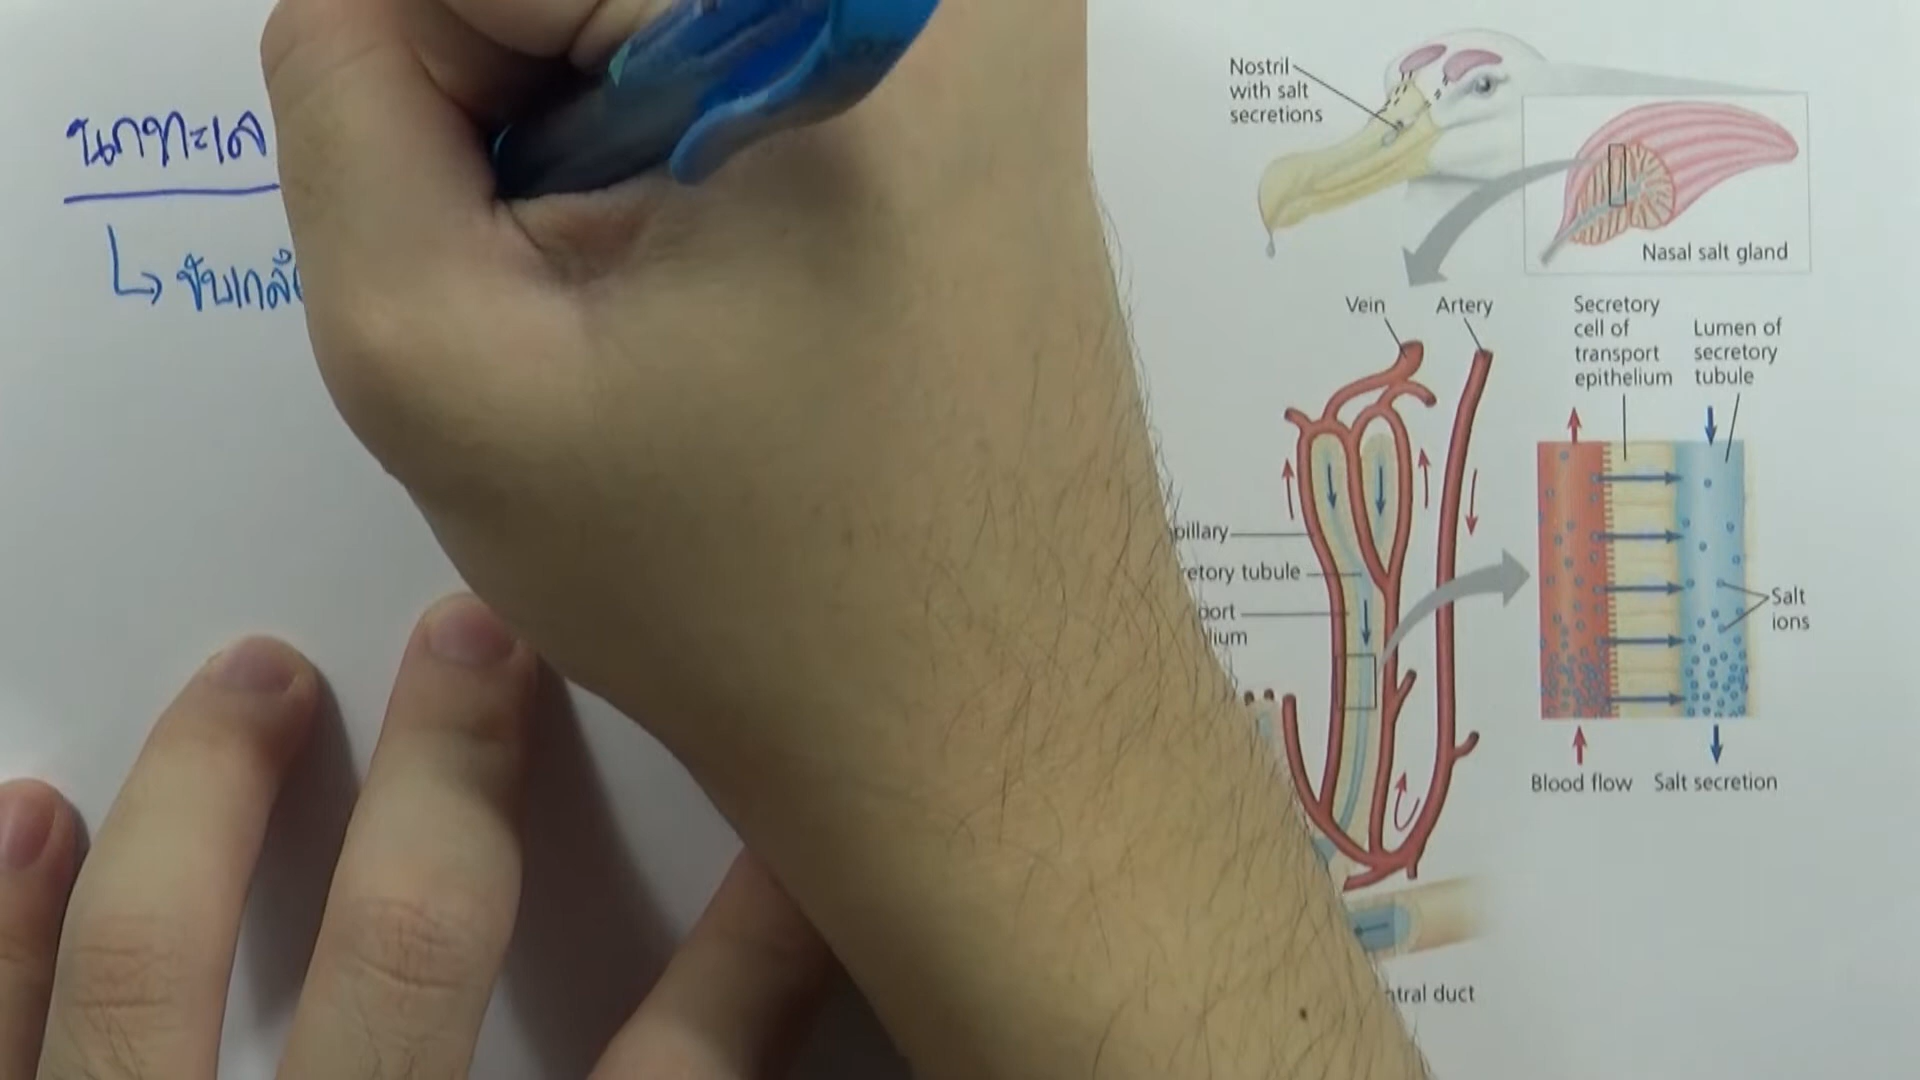 นกทะเล
↳ ขับเกลือ
Nostril
with salt
secretions
Nasal salt gland
Vein
Artery
Secretory
cell of
transport
epithelium
Lumen of
secretory
tubule
pillary
retory tubule
port
lium
Salt
ions
Blood flow
Salt secretion
ntral duct